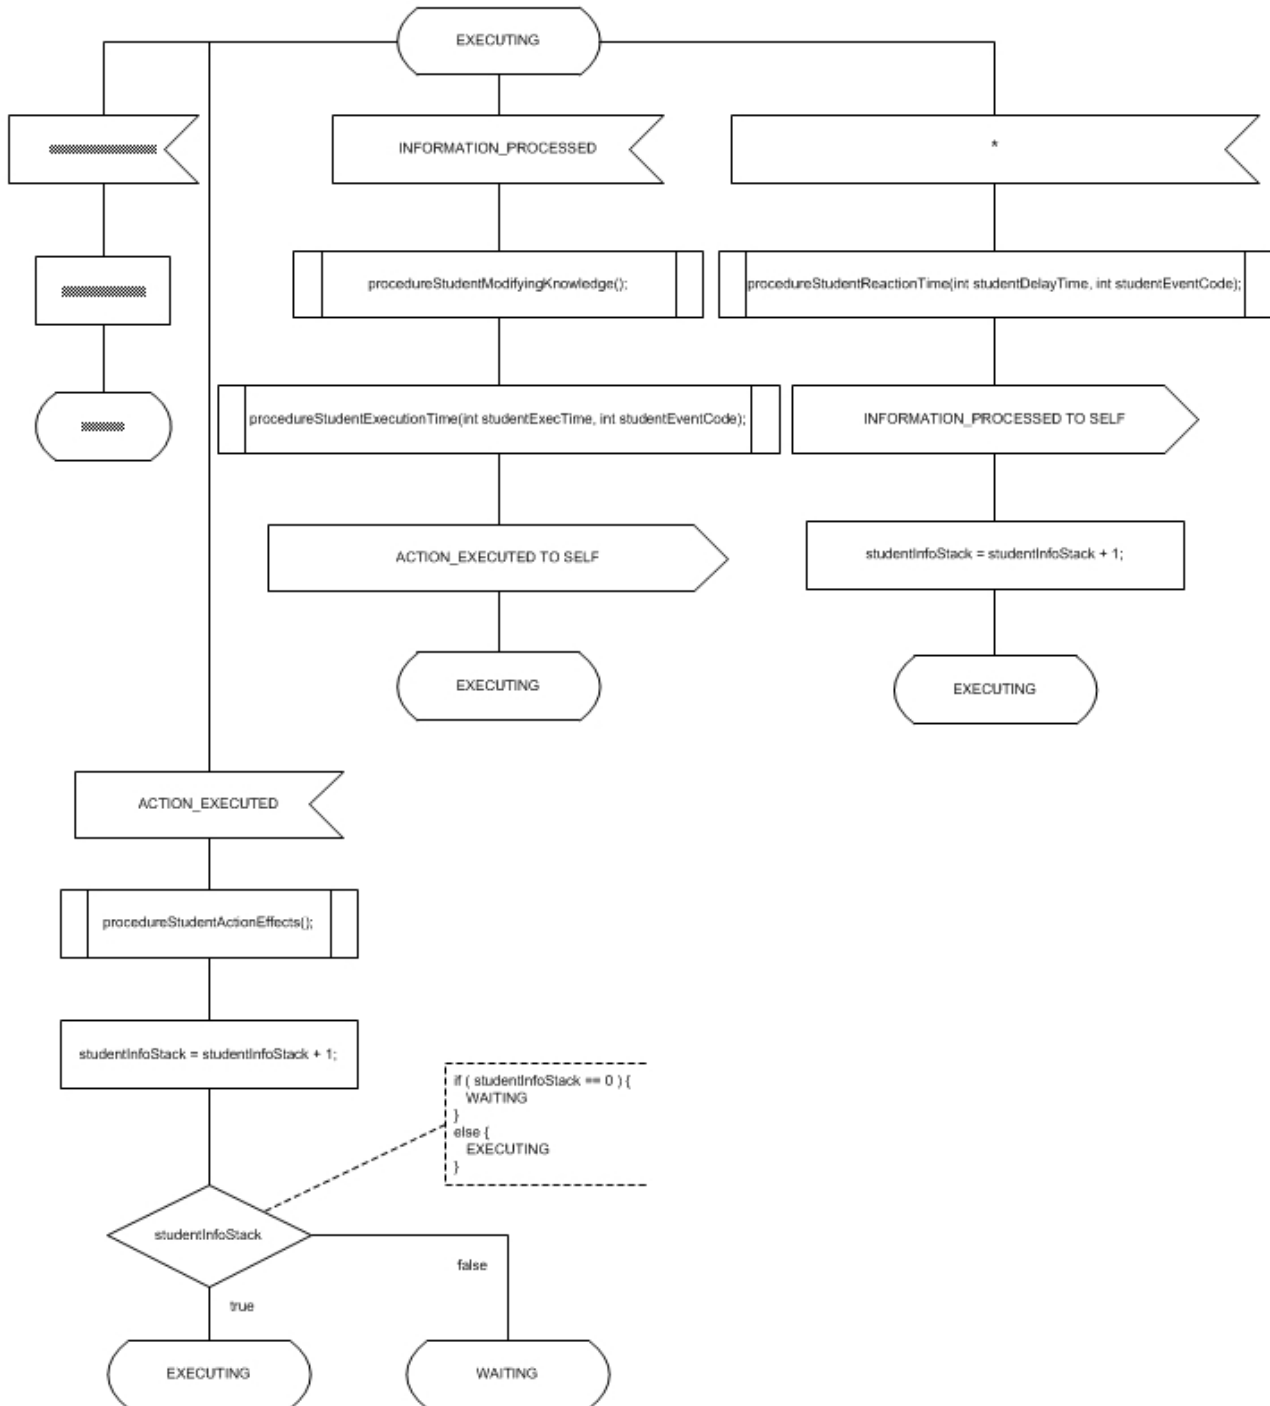 EXECUTING
INFORMATION_PROCESSED
*
procedureStudentModifyingKnowledge();
procedureStudentReactionTime(int studentDelayTime, int studentEventCode);
procedureStudentExecutionTime(int studentExecTime, int studentEventCode);
INFORMATION_PROCESSED TO SELF
ACTION_EXECUTED TO SELF
studentInfoStack = studentInfoStack + 1;
EXECUTING
EXECUTING
ACTION_EXECUTED
procedureStudentActionEffects();
studentInfoStack = studentInfoStack + 1;
if ( studentInfoStack == 0 ) {
WAITING
}
else {
EXECUTING
}
studentInfoStack
false
true
EXECUTING
WAITING